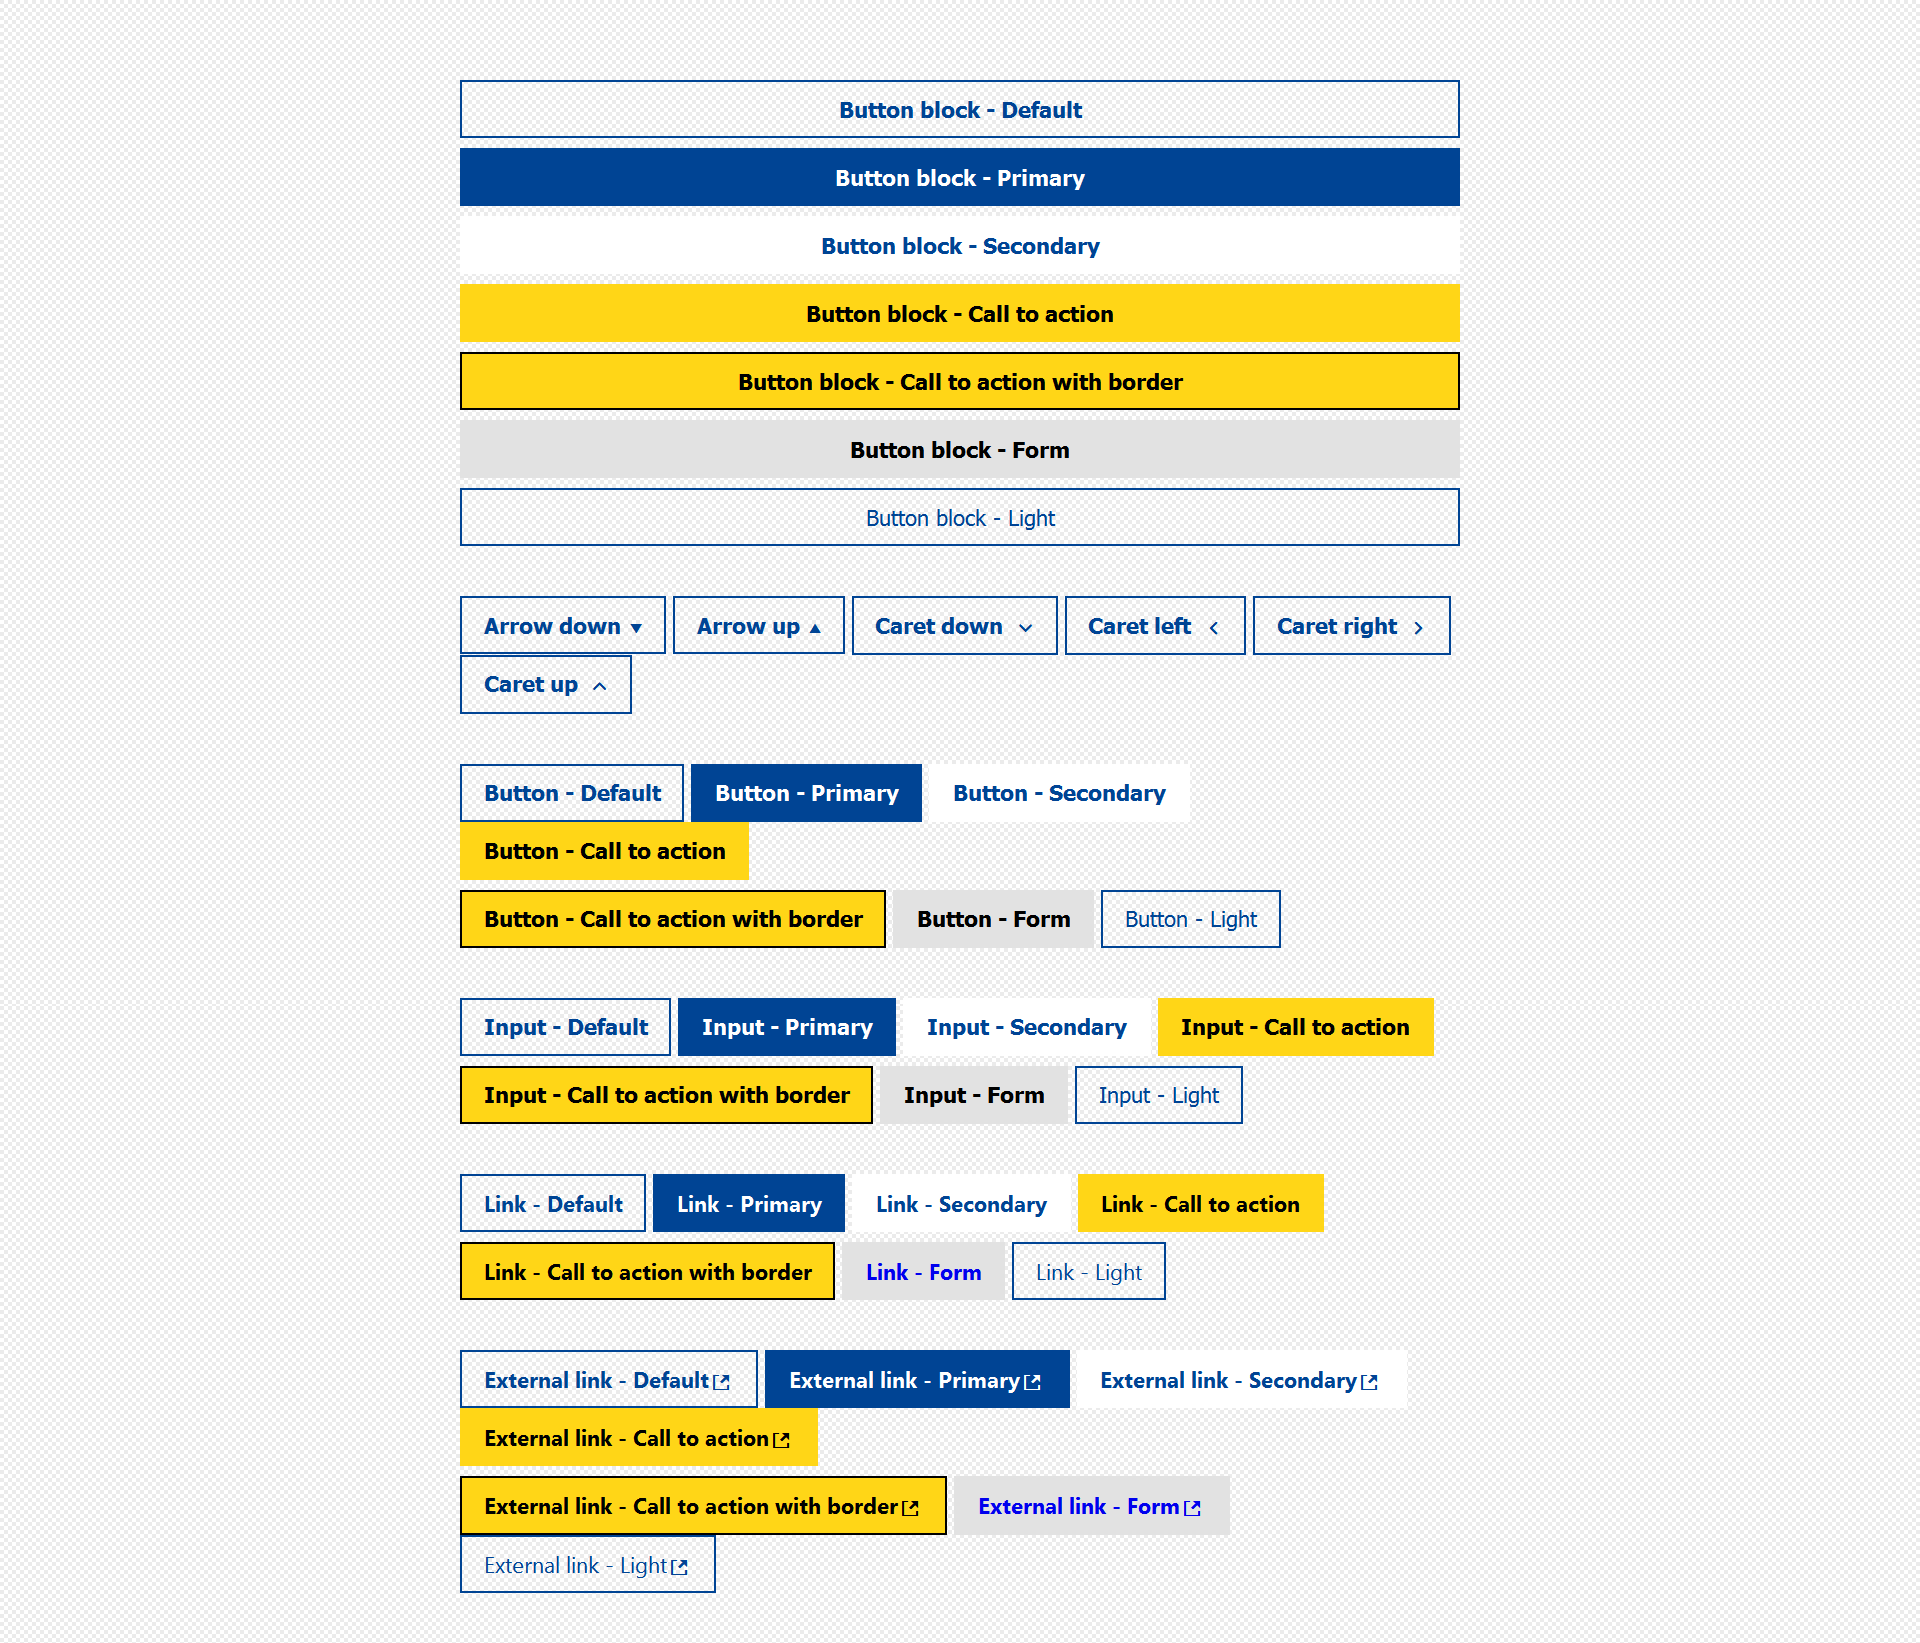 Button block - Default
Button block - Primary
Button block - Secondary
Button block - Call to action
Button block - Call to action with border
Button block - Form
Button block - Light
Arrow down Arrow up Caret down Caret left Caret right
Caret up
Button - Default Button - Primary Button - Secondary
Button - Call to action
Button - Call to action with border Button - Form Button - Light
Input - Default Input - Primary Input - Secondary Input - Call to action
Input - Call to action with border Input - Form Input - Light
Link - Default Link - Primary Link - Secondary Link - Call to action
Link - Call to action with border Link - Form Link - Light
External link - Default External link - Primary External link - Secondary
External link - Call to action
External link - Call to action with border External link - Form
External link - Light